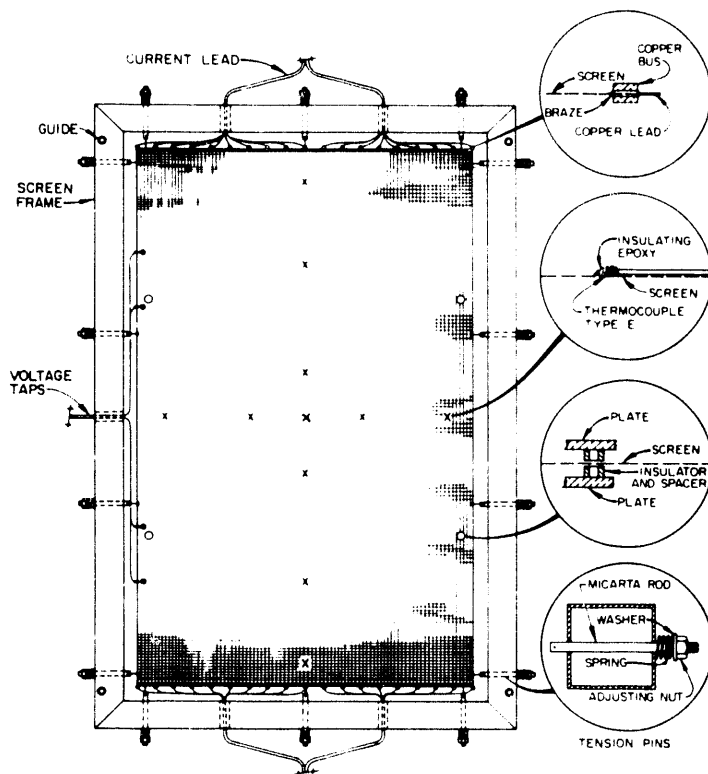 CURRENT LEAD
GUIDE
SCREEN
FRAME
VOLTAGE
TAPS
COPPER
BUS
SCREEN
BRAZE
COPPER LEAD
INSULATING
EPOXY
SCREEN
THERMOCOUPLE
TYPE E
PLATE
SCREEN
INSULATOR
AND SPACER
PLATE
MICARTA ROD
WASHER
SPRING
ADJUSTING NUT
TENSION PINS